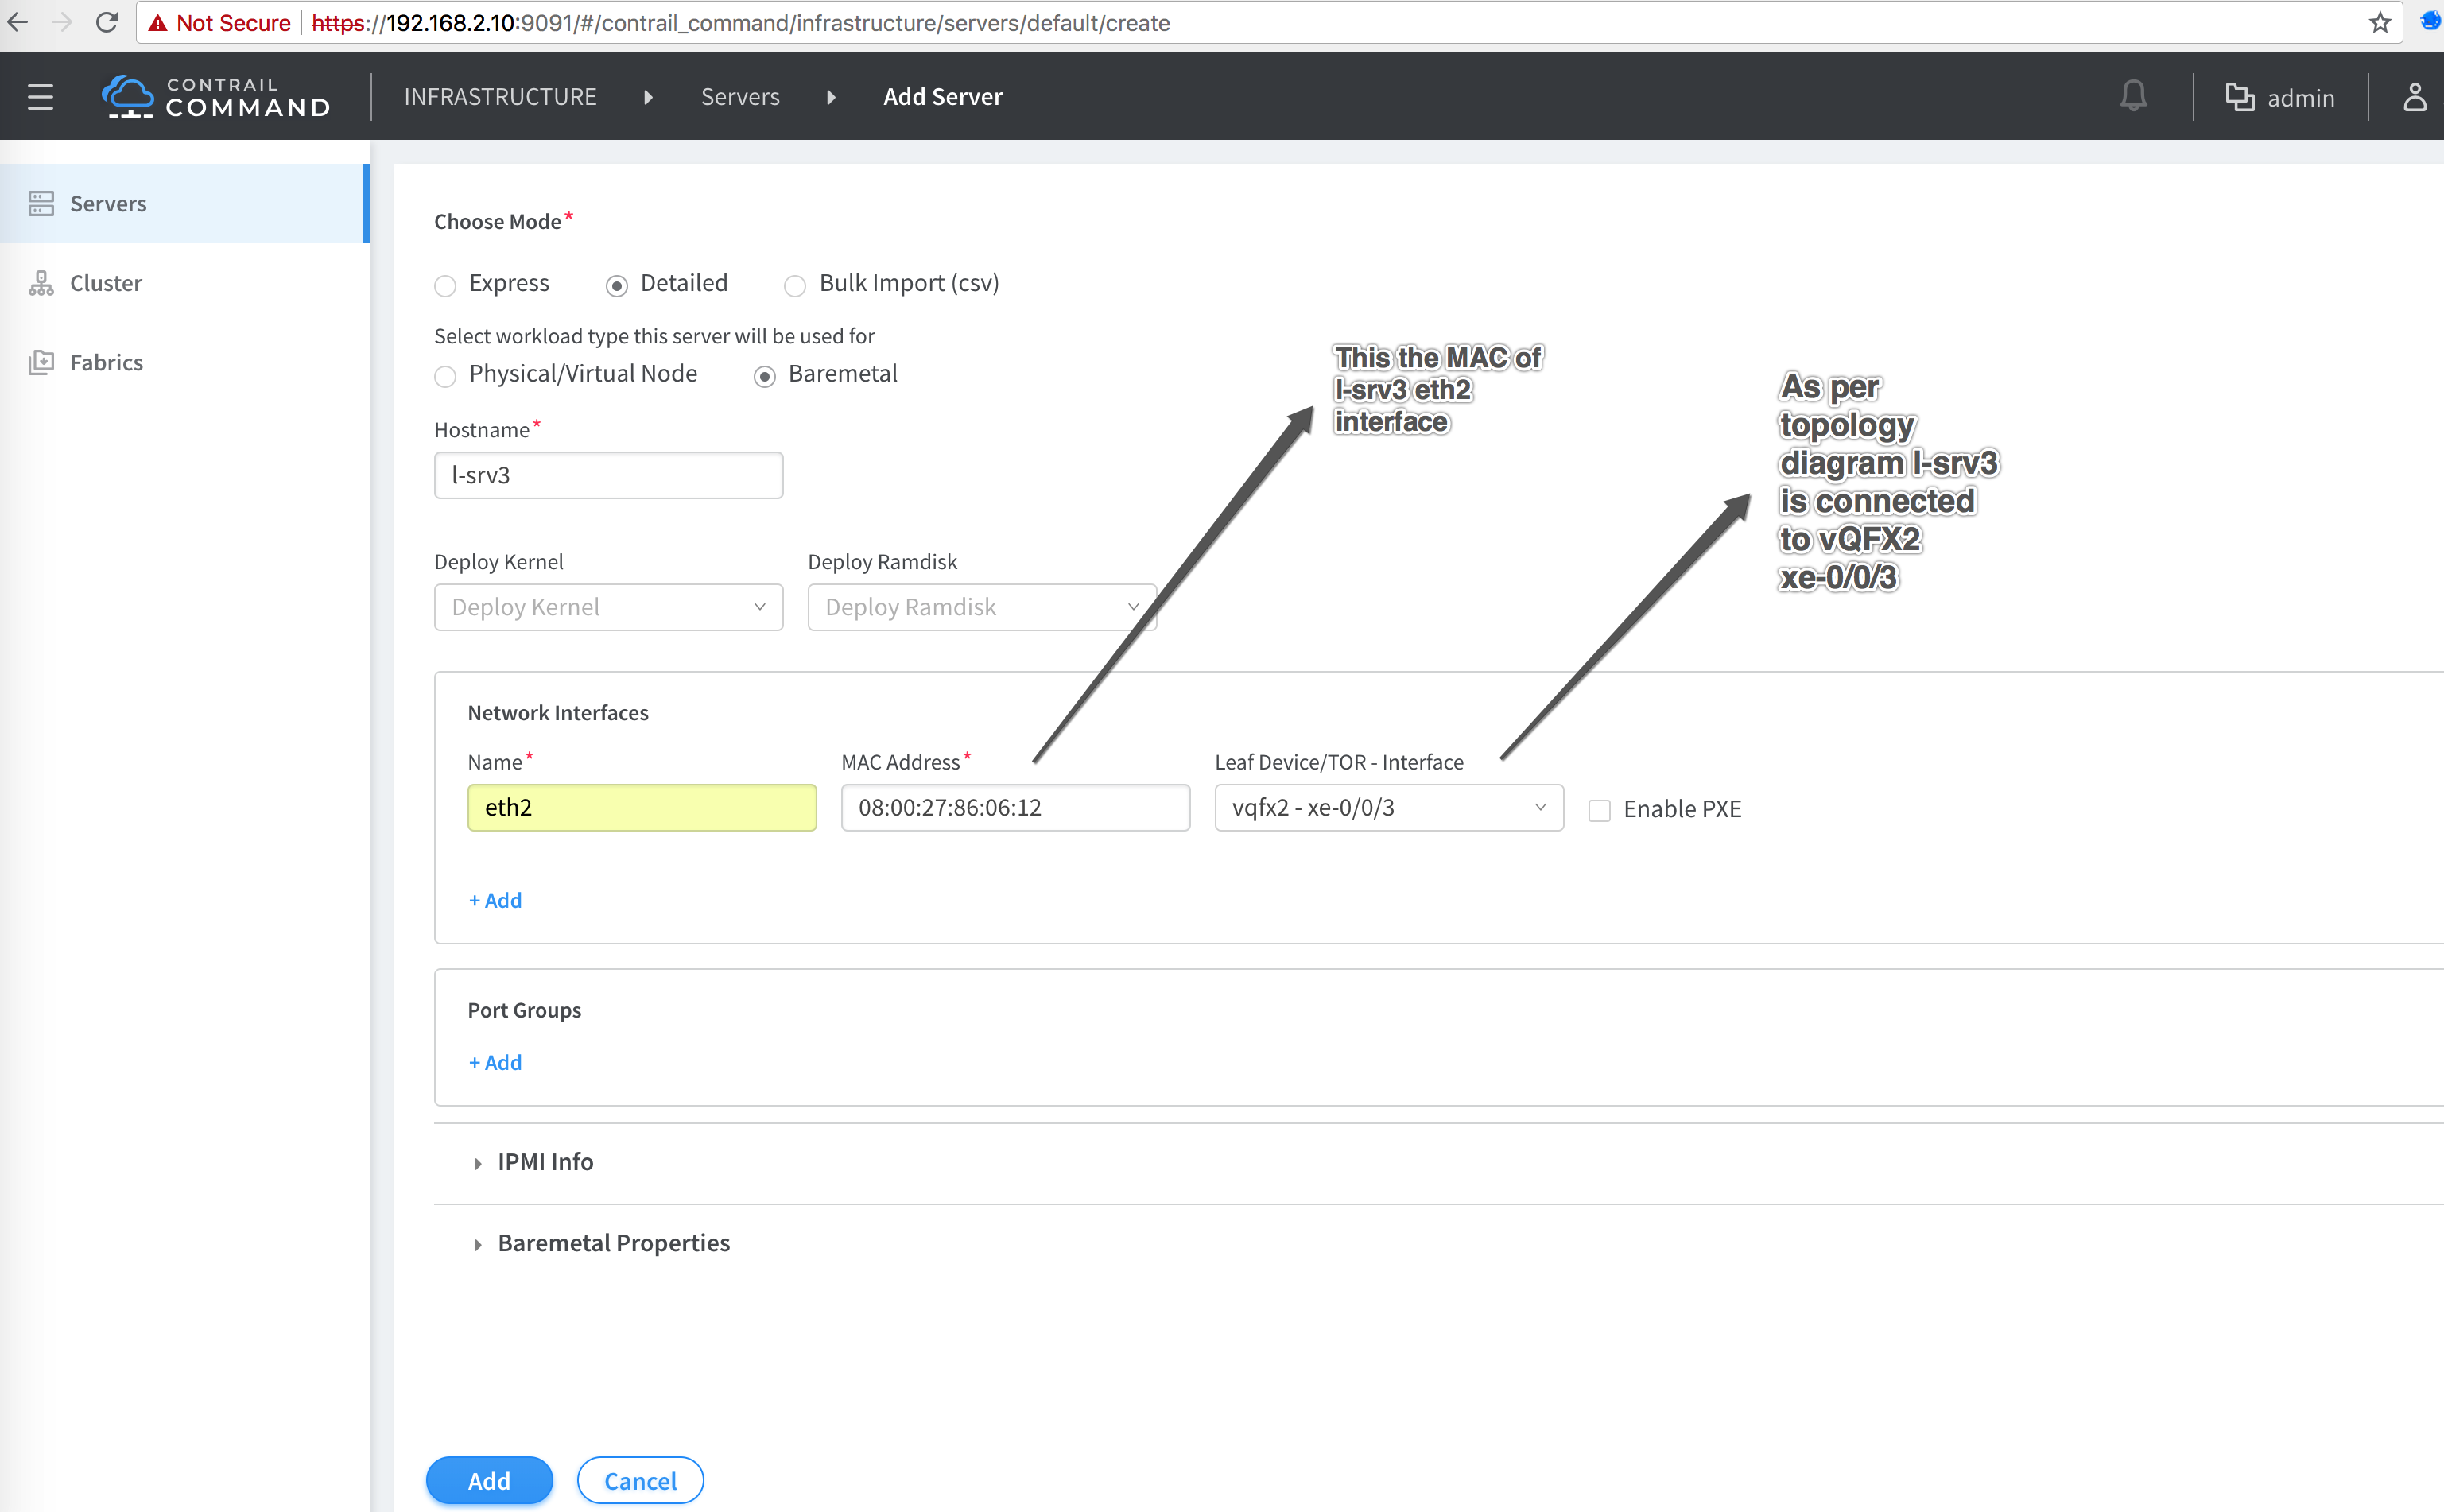 Not Secure https://192.168.2.10:9091/#/contrail_command/infrastructure/servers/default/create
CONTRAIL
COMMAND
INFRASTRUCTURE Servers Add Server
admin
Servers
Cluster
Fabrics
Choose Mode*
Express Detailed Bulk Import (csv)
Select workload type this server will be used for
Physical/Virtual Node Baremetal
Hostname*
l-srv3
Deploy Kernel Deploy Ramdisk
Deploy Kernel Deploy Ramdisk
This the MAC of
l-srv3 eth2
interface
As per
topology
diagram l-srv3
is connected
to vQFX2
xe-0/0/3
Network Interfaces
Name* MAC Address* Leaf Device/TOR - Interface
eth2 08:00:27:86:06:12 vqfx2 - xe-0/0/3 Enable PXE
+ Add
Port Groups
+ Add
IPMI Info
Baremetal Properties
Add Cancel